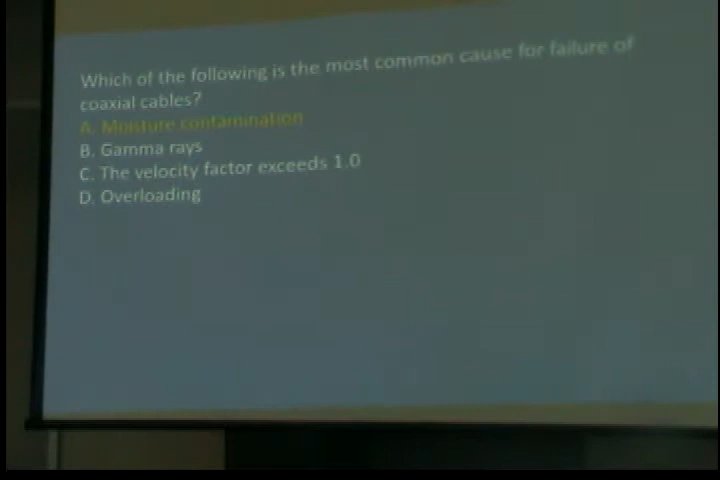 Which of the following is the most common cause for failure of
coaxial cables?
A. Moisture contamination
B. Gamma rays
C. The velocity factor exceeds 1.0
D. Overloading